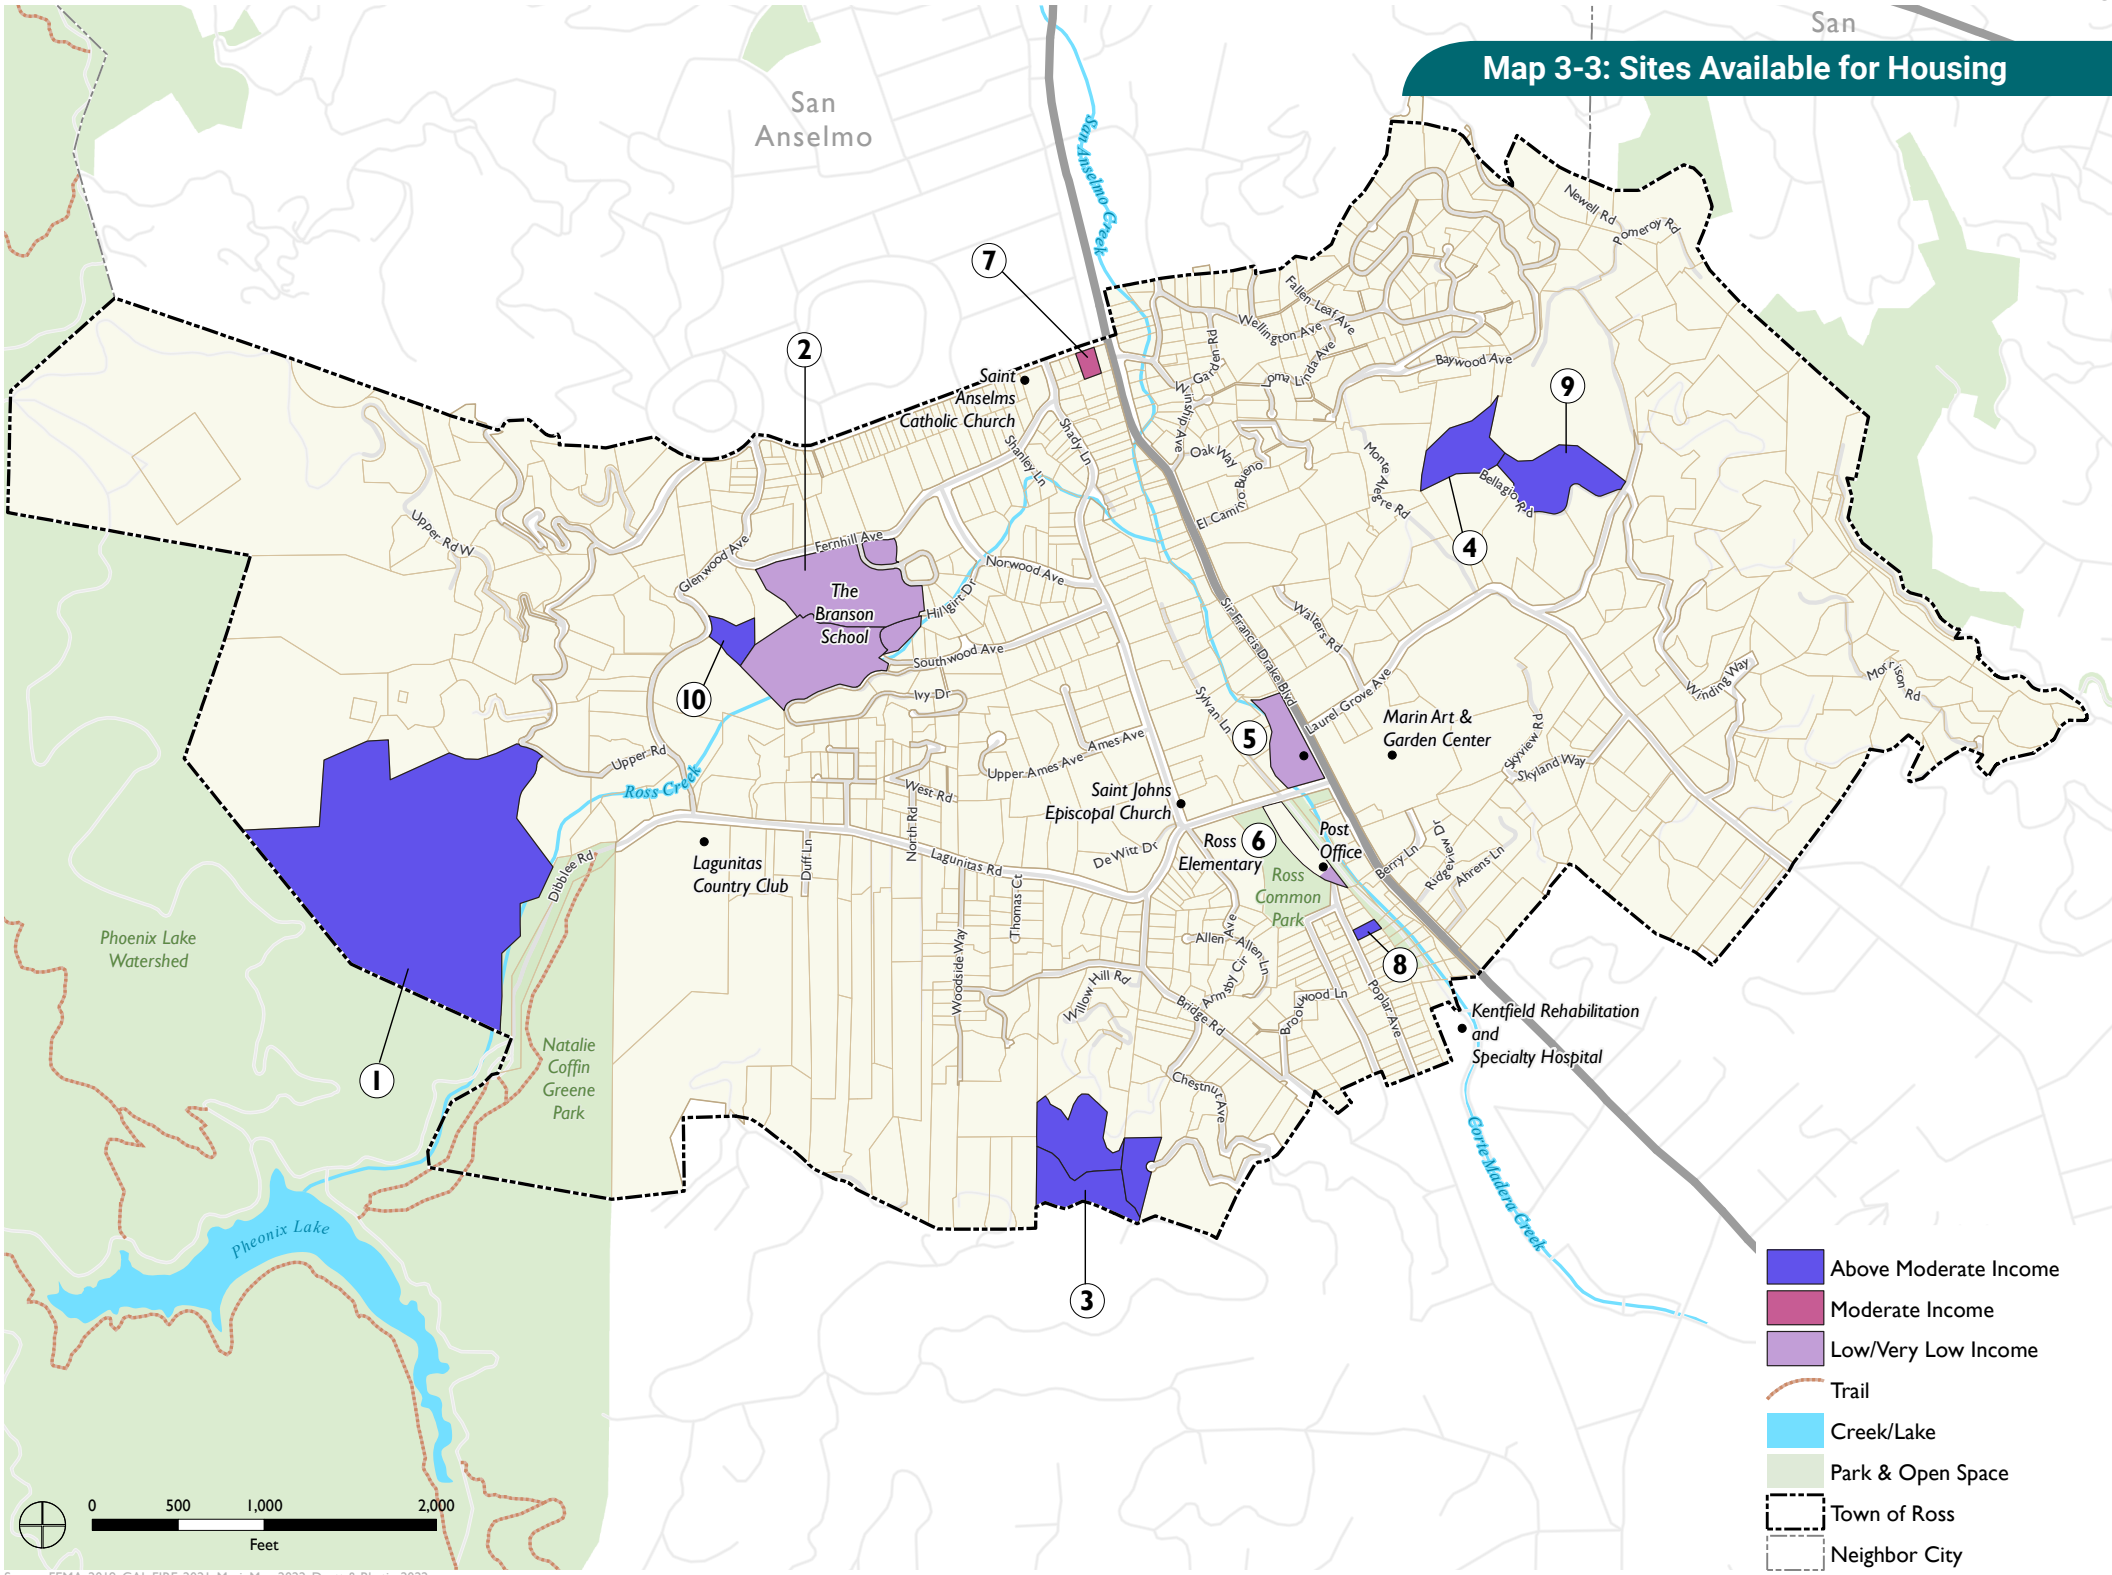 San
Map 3-3: Sites Available for Housing
San
Anselmo
San Anselmo Creek
Newell Rd
Pomeroy Rd
7
Fallen Leaf Ave
Wellington Ave
2
Garden Rd
Loma Linda Ave
Baywood Ave
Saint
Anselms
Catholic Church
Winship Ave
9
Shady Ln
Shanley Ln
Oak Way
Monte Alegre Rd
El Camino Bueno
Bellagio Rd
Upper Rd W
4
Fernhill Ave
Glenwood Ave
Norwood Ave
The
Branson
School
Hillgirt Dr
Sir Francis Drake Blvd
Walters Rd
Southwood Ave
10
Ivy Dr
Sylvan Ln
Laurel Grove Ave
Winding Way
Morrison Rd
5
Marin Art &
Garden Center
Skyview Rd
Skyland Way
Ames Ave
Upper Ames Ave
Upper Rd
Ross Creek
West Rd
Saint Johns
Episcopal Church
North Rd
6
Post
Office
Ross
Elementary
Berry Ln
Ridgeview Dr
Ahrens Ln
Lagunitas
Country Club
Duff Ln
Lagunitas Rd
De Witt Dr
Dibblee Rd
Thomas Ct
Ross
Common
Park
Phoenix Lake
Watershed
Woodside Way
Allen Ave
Allen Ln
8
Armsby Cir
Willow Hill Rd
Bridge Rd
Brookwood Ln
Poplar Ave
Kentfield Rehabilitation
and
Specialty Hospital
Natalie
Coffin
Greene
Park
1
Chestnut Ave
Corte Madera Creek
Pheonix Lake
3
Above Moderate Income
Moderate Income
Low/Very Low Income
Trail
Creek/Lake
Park & Open Space
Town of Ross
Neighbor City
0 500 1,000 2,000
Feet